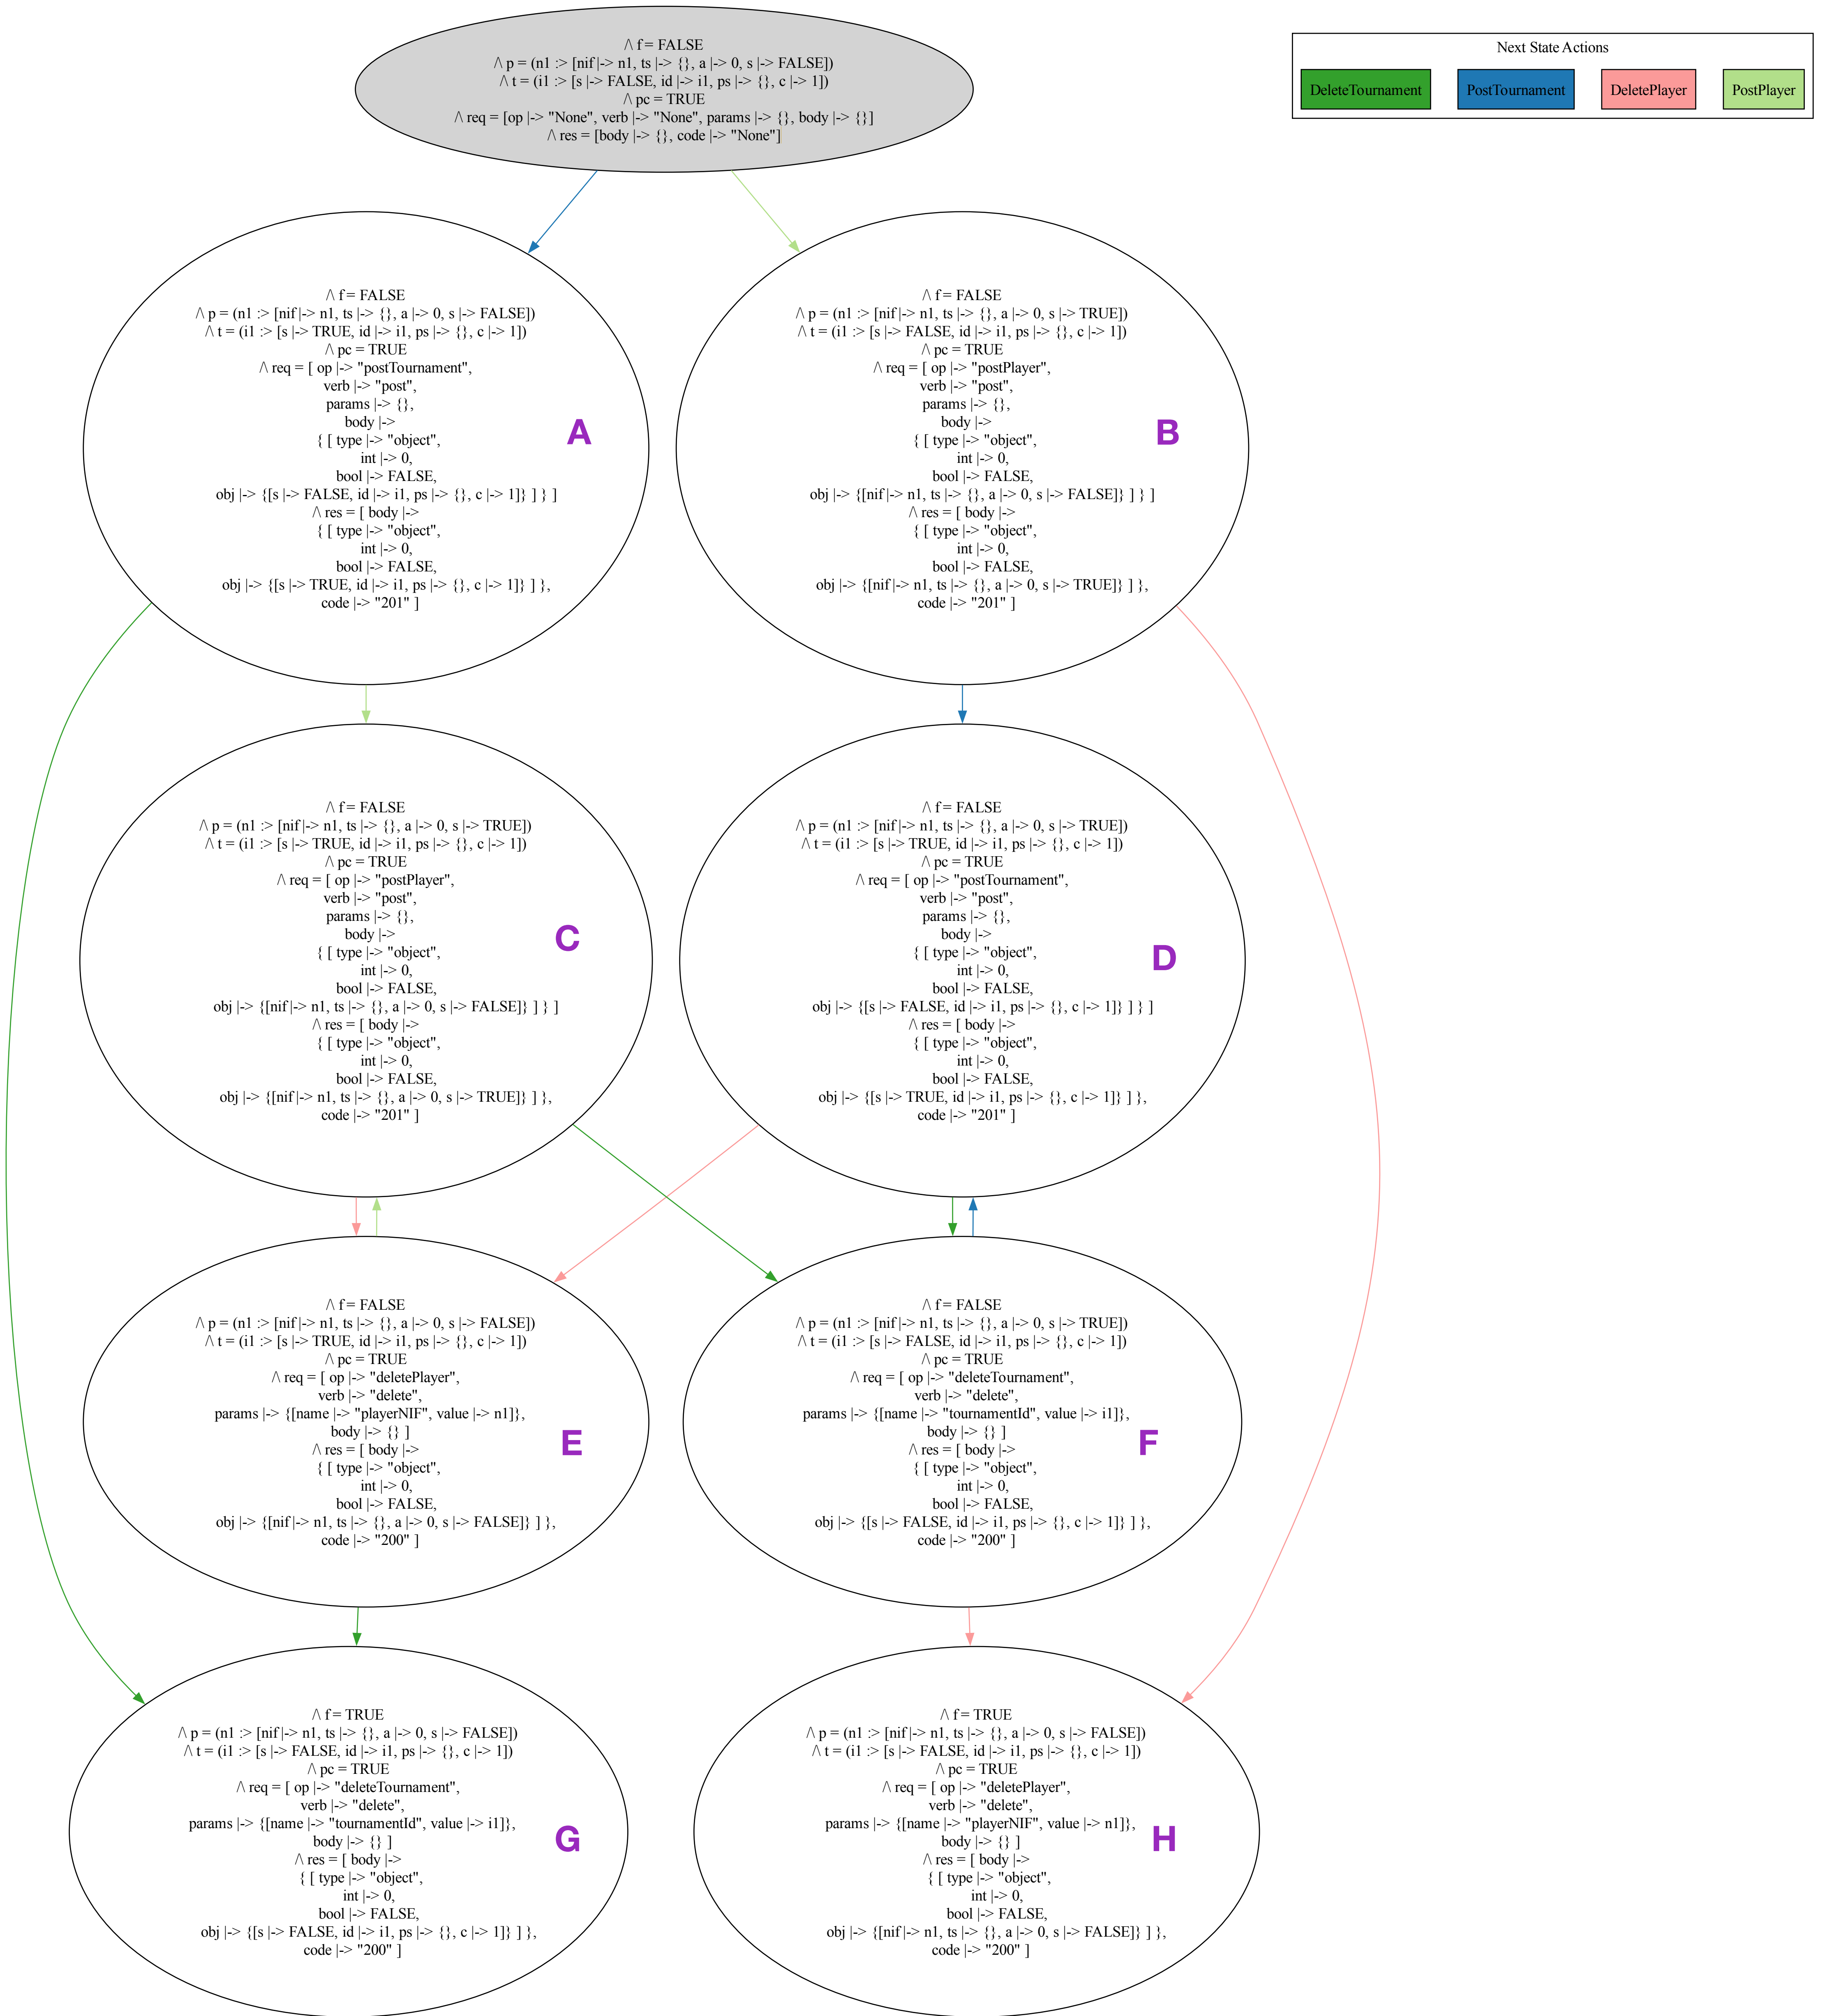 /\ f = FALSE
/\ p = (n1 :> [nif |-> n1, ts |-> {}, a |-> 0, s |-> FALSE])
/\ t = (i1 :> [s |-> FALSE, id |-> i1, ps |-> {}, c |-> 1])
/\ pc = TRUE
/\ req = [op |-> "None", verb |-> "None", params |-> {}, body |-> {}]
/\ res = [body |-> {}, code |-> "None"]
Next State Actions
DeleteTournament
PostTournament
DeletePlayer
PostPlayer
/\ f = FALSE
/\ p = (n1 :> [nif |-> n1, ts |-> {}, a |-> 0, s |-> FALSE])
/\ t = (i1 :> [s |-> TRUE, id |-> i1, ps |-> {}, c |-> 1])
/\ pc = TRUE
/\ req = [ op |-> "postTournament",
verb |-> "post",
params |-> {},
body |->
{ [ type |-> "object",
int |-> 0,
bool |-> FALSE,
obj |-> {[s |-> FALSE, id |-> i1, ps |-> {}, c |-> 1]} ] } ]
/\ res = [ body |->
{ [ type |-> "object",
int |-> 0,
bool |-> FALSE,
obj |-> {[s |-> TRUE, id |-> i1, ps |-> {}, c |-> 1]} ] },
code |-> "201" ]
A
/\ f = FALSE
/\ p = (n1 :> [nif |-> n1, ts |-> {}, a |-> 0, s |-> TRUE])
/\ t = (i1 :> [s |-> FALSE, id |-> i1, ps |-> {}, c |-> 1])
/\ pc = TRUE
/\ req = [ op |-> "postPlayer",
verb |-> "post",
params |-> {},
body |->
{ [ type |-> "object",
int |-> 0,
bool |-> FALSE,
obj |-> {[nif |-> n1, ts |-> {}, a |-> 0, s |-> FALSE]} ] } ]
/\ res = [ body |->
{ [ type |-> "object",
int |-> 0,
bool |-> FALSE,
obj |-> {[nif |-> n1, ts |-> {}, a |-> 0, s |-> TRUE]} ] },
code |-> "201" ]
B
/\ f = FALSE
/\ p = (n1 :> [nif |-> n1, ts |-> {}, a |-> 0, s |-> TRUE])
/\ t = (i1 :> [s |-> TRUE, id |-> i1, ps |-> {}, c |-> 1])
/\ pc = TRUE
/\ req = [ op |-> "postPlayer",
verb |-> "post",
params |-> {},
body |->
{ [ type |-> "object",
int |-> 0,
bool |-> FALSE,
obj |-> {[nif |-> n1, ts |-> {}, a |-> 0, s |-> FALSE]} ] } ]
/\ res = [ body |->
{ [ type |-> "object",
int |-> 0,
bool |-> FALSE,
obj |-> {[nif |-> n1, ts |-> {}, a |-> 0, s |-> TRUE]} ] },
code |-> "201" ]
C
/\ f = FALSE
/\ p = (n1 :> [nif |-> n1, ts |-> {}, a |-> 0, s |-> TRUE])
/\ t = (i1 :> [s |-> TRUE, id |-> i1, ps |-> {}, c |-> 1])
/\ pc = TRUE
/\ req = [ op |-> "postTournament",
verb |-> "post",
params |-> {},
body |->
{ [ type |-> "object",
int |-> 0,
bool |-> FALSE,
obj |-> {[s |-> FALSE, id |-> i1, ps |-> {}, c |-> 1]} ] } ]
/\ res = [ body |->
{ [ type |-> "object",
int |-> 0,
bool |-> FALSE,
obj |-> {[s |-> TRUE, id |-> i1, ps |-> {}, c |-> 1]} ] },
code |-> "201" ]
D
/\ f = FALSE
/\ p = (n1 :> [nif |-> n1, ts |-> {}, a |-> 0, s |-> FALSE])
/\ t = (i1 :> [s |-> TRUE, id |-> i1, ps |-> {}, c |-> 1])
/\ pc = TRUE
/\ req = [ op |-> "deletePlayer",
verb |-> "delete",
params |-> {[name |-> "playerNIF", value |-> n1]},
body |-> {} ]
/\ res = [ body |->
{ [ type |-> "object",
int |-> 0,
bool |-> FALSE,
obj |-> {[nif |-> n1, ts |-> {}, a |-> 0, s |-> FALSE]} ] },
code |-> "200" ]
E
/\ f = FALSE
/\ p = (n1 :> [nif |-> n1, ts |-> {}, a |-> 0, s |-> TRUE])
/\ t = (i1 :> [s |-> FALSE, id |-> i1, ps |-> {}, c |-> 1])
/\ pc = TRUE
/\ req = [ op |-> "deleteTournament",
verb |-> "delete",
params |-> {[name |-> "tournamentId", value |-> i1]},
body |-> {} ]
/\ res = [ body |->
{ [ type |-> "object",
int |-> 0,
bool |-> FALSE,
obj |-> {[s |-> FALSE, id |-> i1, ps |-> {}, c |-> 1]} ] },
code |-> "200" ]
F
/\ f = TRUE
/\ p = (n1 :> [nif |-> n1, ts |-> {}, a |-> 0, s |-> FALSE])
/\ t = (i1 :> [s |-> FALSE, id |-> i1, ps |-> {}, c |-> 1])
/\ pc = TRUE
/\ req = [ op |-> "deleteTournament",
verb |-> "delete",
params |-> {[name |-> "tournamentId", value |-> i1]},
body |-> {} ]
/\ res = [ body |->
{ [ type |-> "object",
int |-> 0,
bool |-> FALSE,
obj |-> {[s |-> FALSE, id |-> i1, ps |-> {}, c |-> 1]} ] },
code |-> "200" ]
G
/\ f = TRUE
/\ p = (n1 :> [nif |-> n1, ts |-> {}, a |-> 0, s |-> FALSE])
/\ t = (i1 :> [s |-> FALSE, id |-> i1, ps |-> {}, c |-> 1])
/\ pc = TRUE
/\ req = [ op |-> "deletePlayer",
verb |-> "delete",
params |-> {[name |-> "playerNIF", value |-> n1]},
body |-> {} ]
/\ res = [ body |->
{ [ type |-> "object",
int |-> 0,
bool |-> FALSE,
obj |-> {[nif |-> n1, ts |-> {}, a |-> 0, s |-> FALSE]} ] },
code |-> "200" ]
H